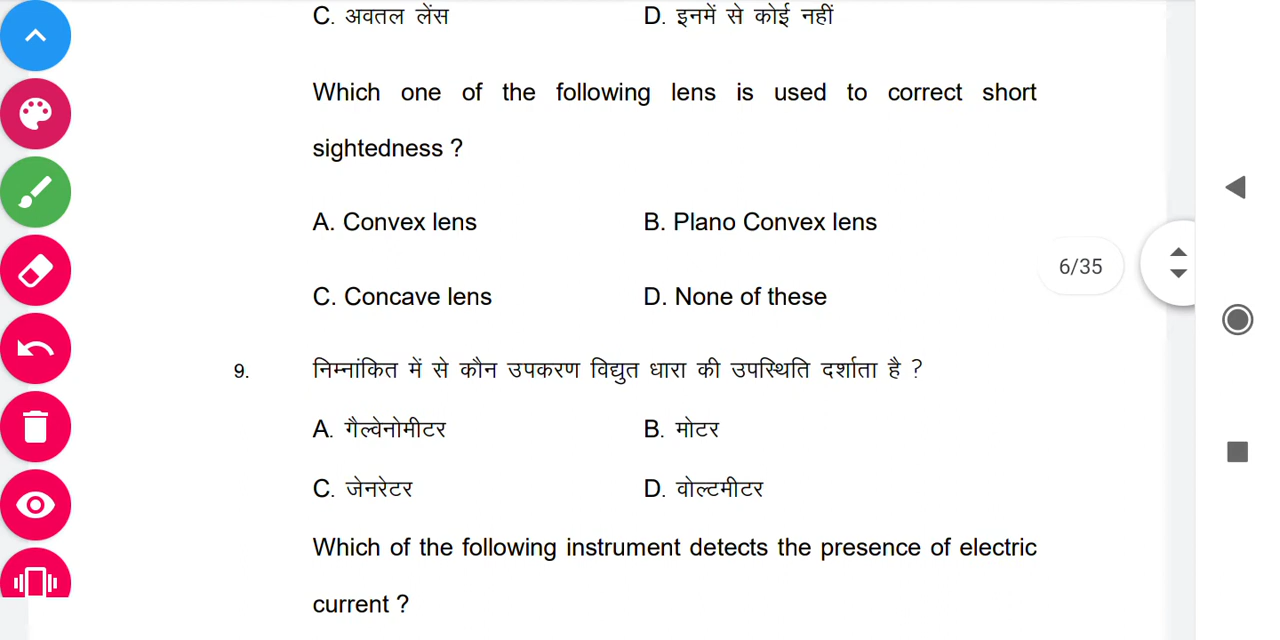 C. अवतल लेंस D. इनमें से कोई नहीं
Which one of the following lens is used to correct short
sightedness ?
A. Convex lens B. Plano Convex lens
6/35
C. Concave lens D. None of these
9. निम्नांकित में से कौन उपकरण विद्युत धारा की उपस्थिति दर्शाता है ?
A. गैल्वेनोमीटर B. मोटर
C. जेनरेटर D. वोल्टमीटर
Which of the following instrument detects the presence of electric
current ?